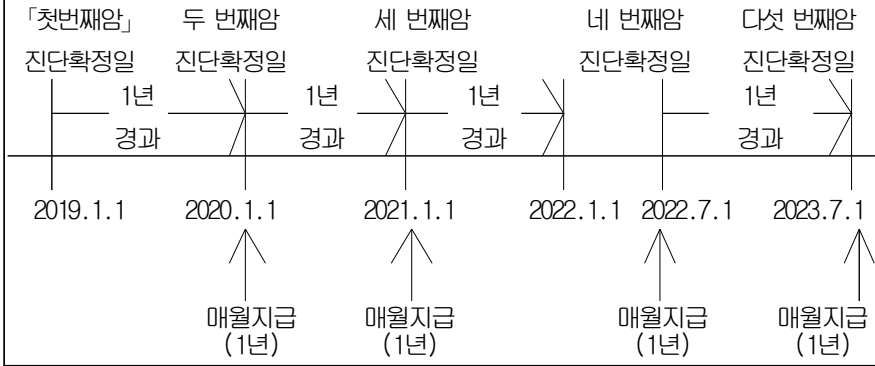 「첫번째암」 두 번째암 세 번째암 네 번째암 다섯 번째암
진단확정일 진단확정일 진단확정일 진단확정일 진단확정일
1년 1년 1년 1년
경과 경과 경과 경과
2019.1.1 2020.1.1 2021.1.1 2022.1.1 2022.7.1 2023.7.1
매월지급 매월지급 매월지급 매월지급
(1년) (1년) (1년) (1년)